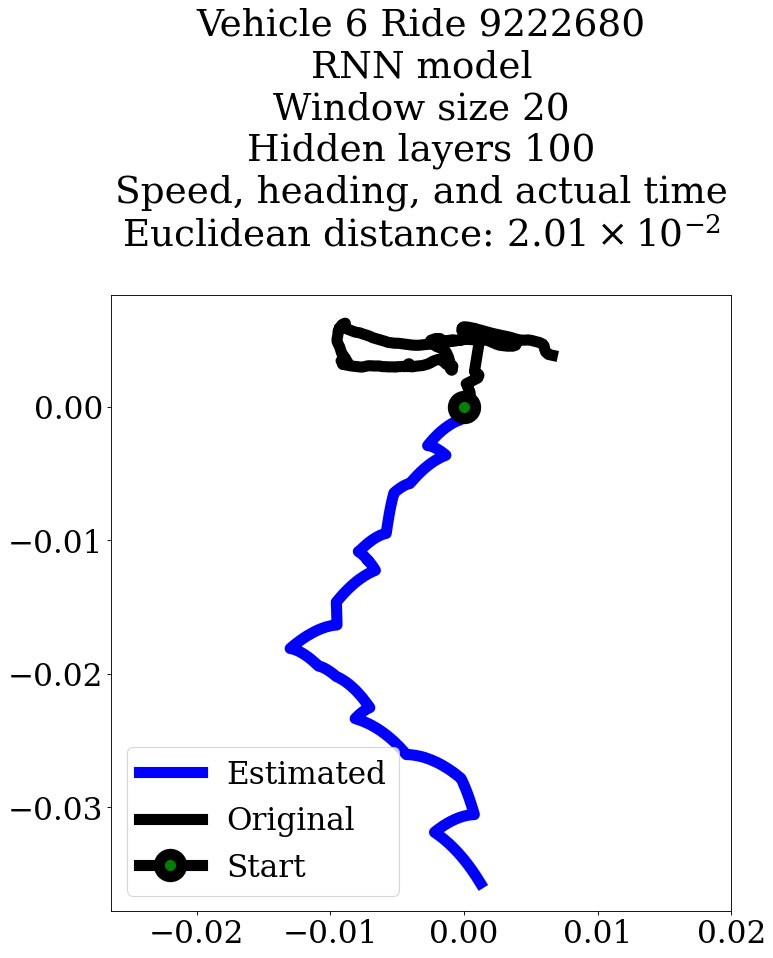 Vehicle 6 Ride 9222680
RNN model
Window size 20
Hidden layers 100
Speed, heading, and actual time
Euclidean distance: 2.01 × 10⁻²
0.00
−0.01
−0.02
−0.03
Estimated
Original
Start
−0.02 −0.01 0.00 0.01 0.02